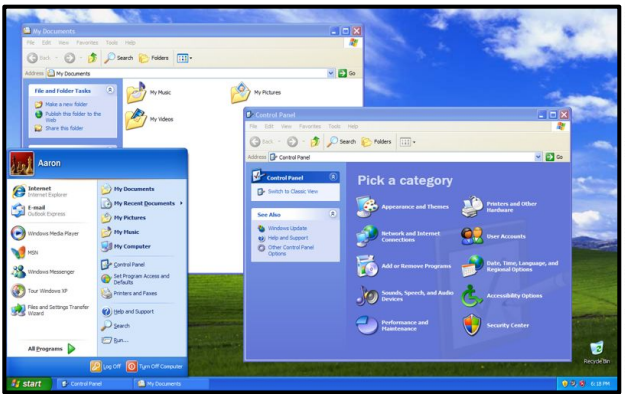 My Documents
File Edit View Favorites Tools Help
Back Search Folders
Address My Documents Go
File and Folder Tasks
Make a new folder
Publish this folder to the
Web
Share this folder
My Music
My Pictures
My Videos
Control Panel
File Edit View Favorites Tools Help
Back Search Folders
Address Control Panel Go
Control Panel
Switch to Classic View
See Also
Windows Update
Help and Support
Other Control Panel
Options
Pick a category
Appearance and Themes
Printers and Other
Hardware
Network and Internet
Connections
User Accounts
Add or Remove Programs
Date, Time, Language, and
Regional Options
Sounds, Speech, and Audio
Devices
Accessibility Options
Performance and
Maintenance
Security Center
Aaron
Internet
Internet Explorer
E-mail
Outlook Express
Windows Media Player
MSN
Windows Messenger
Tour Windows XP
Files and Settings Transfer
Wizard
All Programs
My Documents
My Recent Documents
My Pictures
My Music
My Computer
Control Panel
Set Program Access and
Defaults
Printers and Faxes
Help and Support
Search
Run...
Log Off Turn Off Computer
Recycle Bin
start Control Panel My Documents 6:18 PM